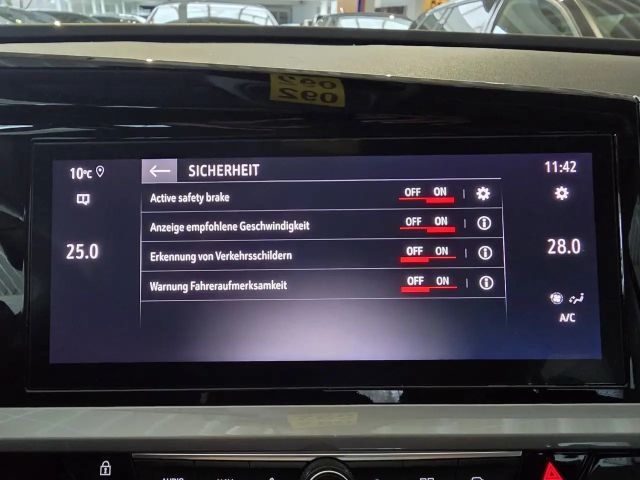 10°C
SICHERHEIT
11:42
Active safety brake OFF ON
Anzeige empfohlene Geschwindigkeit OFF ON
25.0
Erkennung von Verkehrsschildern OFF ON
28.0
Warnung Fahreraufmerksamkeit OFF ON
A/C
AUDIO